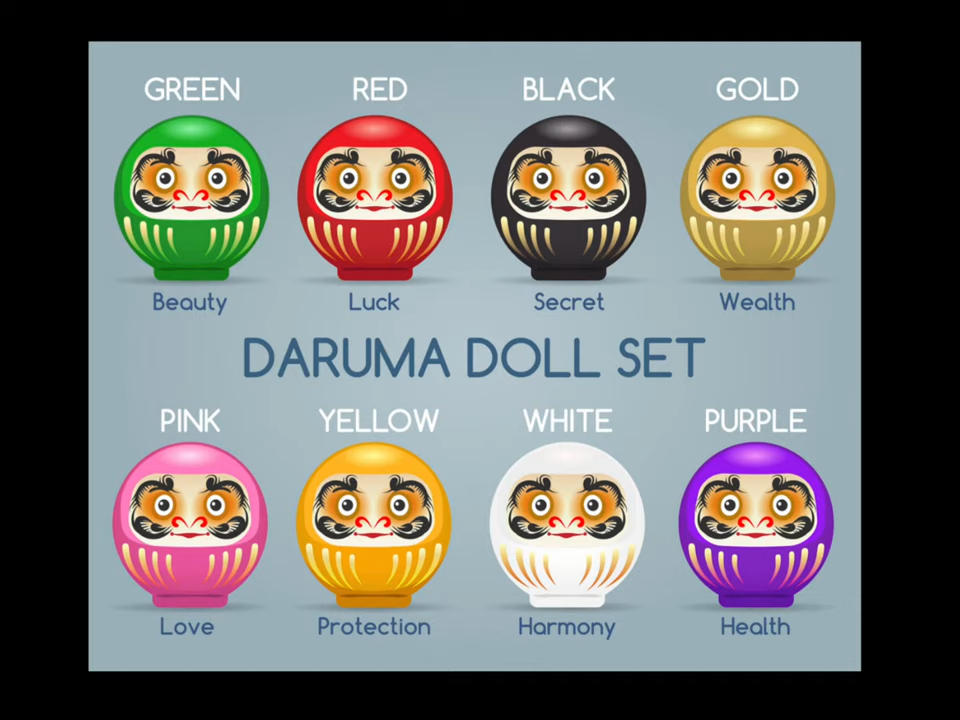 GREEN RED BLACK GOLD
Beauty Luck Secret Wealth
DARUMA DOLL SET
PINK YELLOW WHITE PURPLE
Love Protection Harmony Health